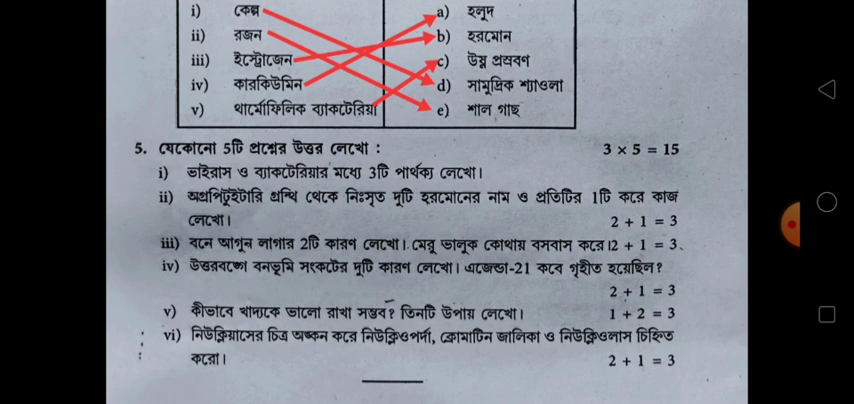 i) কেল্প a) হলুদ
ii) রজন b) হরমোন
iii) ইস্ট্রোজেন c) উষ্ণ প্রস্রবণ
iv) কারকিউমিন d) সামুদ্রিক শ্যাওলা
v) থার্মোফিলিক ব্যাকটেরিয়া e) শাল গাছ
5. যেকোনো 5টি প্রশ্নের উত্তর লেখো : 3 × 5 = 15
i) ভাইরাস ও ব্যাকটেরিয়ার মধ্যে 3টি পার্থক্য লেখো।
ii) অগ্রপিটুইটারি গ্রন্থি থেকে নিঃসৃত দুটি হরমোনের নাম ও প্রতিটির 1টি করে কাজ
লেখো। 2 + 1 = 3
iii) বনে আগুন লাগার 2টি কারণ লেখো। মেরু ভালুক কোথায় বসবাস করে। 2 + 1 = 3
iv) উত্তরবঙ্গে বনভূমি সংকটের দুটি কারণ লেখো। এজেন্ডা-21 কবে গৃহীত হয়েছিল?
2 + 1 = 3
v) কীভাবে খাদ্যকে ভালো রাখা সম্ভব? তিনটি উপায় লেখো। 1 + 2 = 3
vi) নিউক্লিয়াসের চিত্র অঙ্কন করে নিউক্লিওপর্দা, ক্রোমাটিন জালিকা ও নিউক্লিওলাস চিহ্নিত
করো। 2 + 1 = 3